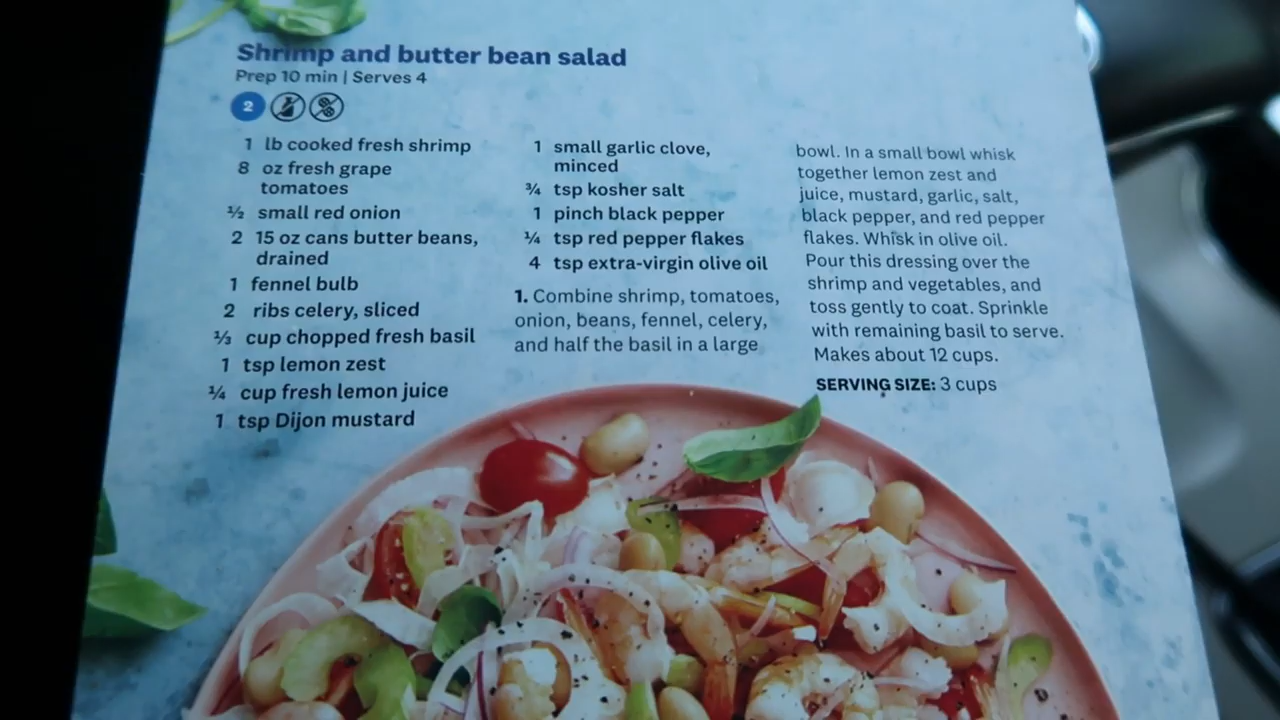 Shrimp and butter bean salad
Prep 10 min | Serves 4
2
1 lb cooked fresh shrimp
8 oz fresh grape
tomatoes
½ small red onion
2 15 oz cans butter beans,
drained
1 fennel bulb
2 ribs celery, sliced
⅓ cup chopped fresh basil
1 tsp lemon zest
¼ cup fresh lemon juice
1 tsp Dijon mustard
1 small garlic clove,
minced
¾ tsp kosher salt
1 pinch black pepper
¼ tsp red pepper flakes
4 tsp extra-virgin olive oil
1. Combine shrimp, tomatoes,
onion, beans, fennel, celery,
and half the basil in a large
bowl. In a small bowl whisk
together lemon zest and
juice, mustard, garlic, salt,
black pepper, and red pepper
flakes. Whisk in olive oil.
Pour this dressing over the
shrimp and vegetables, and
toss gently to coat. Sprinkle
with remaining basil to serve.
Makes about 12 cups.
SERVING SIZE: 3 cups